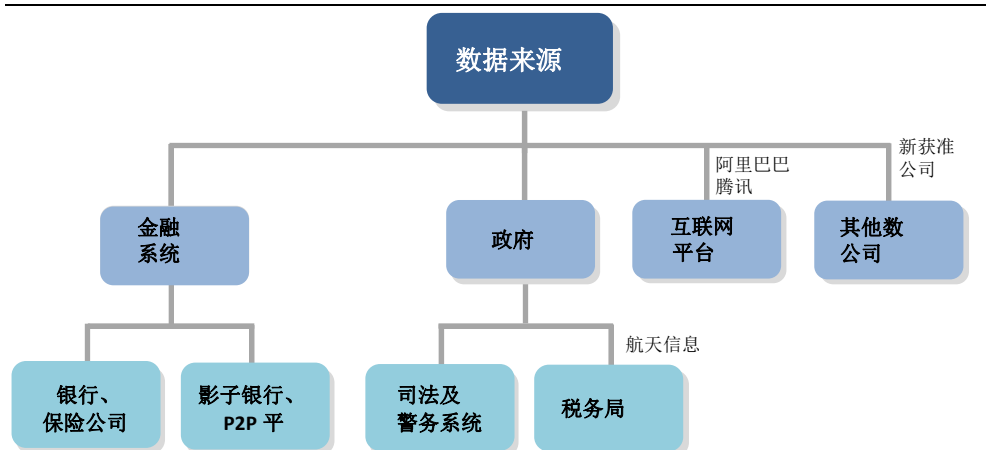 数据来源
新获准
公司
阿里巴巴
腾讯
金融
系统
政府
互联网
平台
其他数
公司
航天信息
银行、
保险公司
影子银行、
P2P 平
司法及
警务系统
税务局